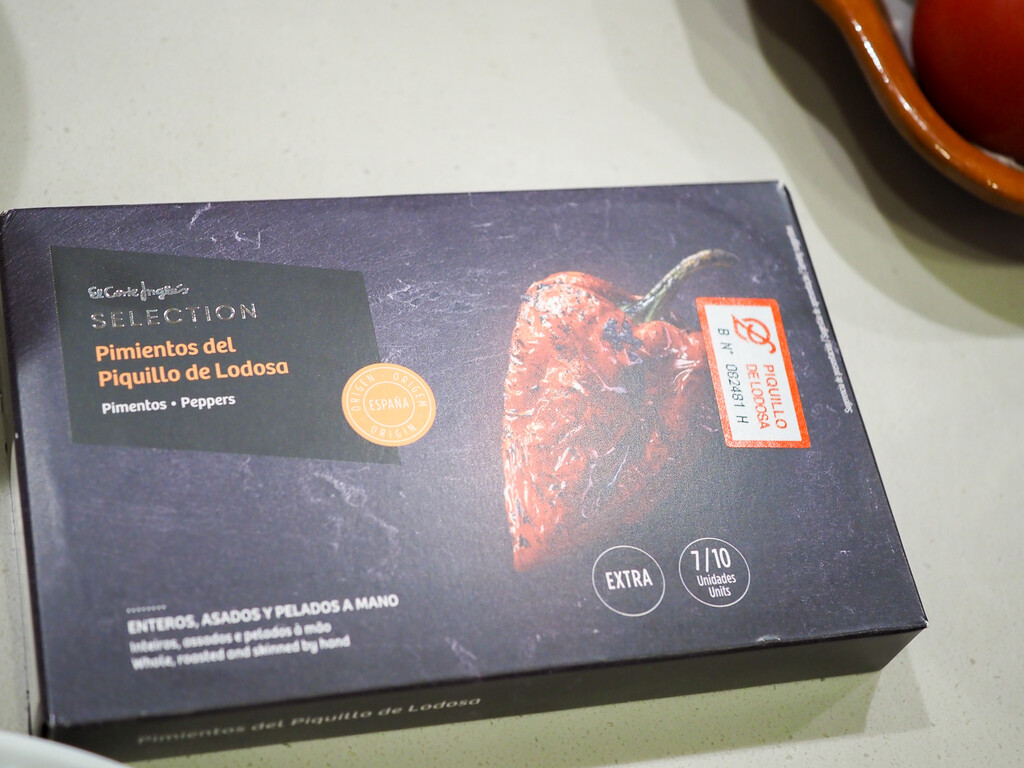 El Corte Inglés
SELECTION
Pimientos del
Piquillo de Lodosa
Pimentos • Peppers
ORIGEN · ORIGEM
ESPAÑA
ORIGIN
PIQUILLO
DE LODOSA
B Nº 062481 H
EXTRA
7/10
Unidades
Units
ENTEROS, ASADOS Y PELADOS A MANO
Inteiros, assados e pelados à mão
Whole, roasted and skinned by hand
Pimientos del Piquillo de Lodosa